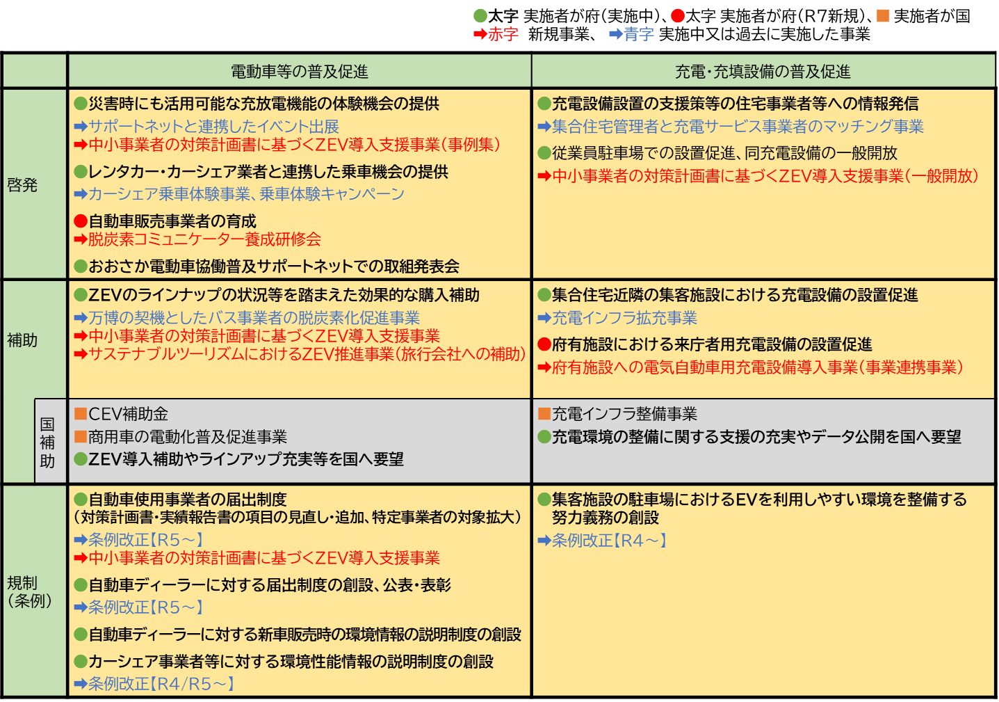 ●太字 実施者が府(実施中)、●太字 実施者が府(R7新規)、■ 実施者が国
➡赤字 新規事業、 ➡青字 実施中又は過去に実施した事業
電動車等の普及促進
充電・充填設備の普及促進
啓発
●災害時にも活用可能な充放電機能の体験機会の提供
➡サポートネットと連携したイベント出展
➡中小事業者の対策計画書に基づくZEV導入支援事業(事例集)
●レンタカー・カーシェア業者と連携した乗車機会の提供
➡カーシェア乗車体験事業、乗車体験キャンペーン
●自動車販売事業者の育成
➡脱炭素コミュニケーター養成研修会
●おおさか電動車協働普及サポートネットでの取組発表会
●充電設備設置の支援策等の住宅事業者等への情報発信
➡集合住宅管理者と充電サービス事業者のマッチング事業
●従業員駐車場での設置促進、同充電設備の一般開放
➡中小事業者の対策計画書に基づくZEV導入支援事業(一般開放)
補助
●ZEVのラインナップの状況等を踏まえた効果的な購入補助
➡万博の契機としたバス事業者の脱炭素化促進事業
➡中小事業者の対策計画書に基づくZEV導入支援事業
➡サステナブルツーリズムにおけるZEV推進事業(旅行会社への補助)
●集合住宅近隣の集客施設における充電設備の設置促進
➡充電インフラ拡充事業
●府有施設における来庁者用充電設備の設置促進
➡府有施設への電気自動車用充電設備導入事業(事業連携事業)
国補助
■CEV補助金
■商用車の電動化普及促進事業
●ZEV導入補助やラインアップ充実等を国へ要望
■充電インフラ整備事業
●充電環境の整備に関する支援の充実やデータ公開を国へ要望
規制
(条例)
●自動車使用事業者の届出制度
(対策計画書・実績報告書の項目の見直し・追加、特定事業者の対象拡大)
➡条例改正【R5～】
➡中小事業者の対策計画書に基づくZEV導入支援事業
●自動車ディーラーに対する届出制度の創設、公表・表彰
➡条例改正【R5～】
●自動車ディーラーに対する新車販売時の環境情報の説明制度の創設
●カーシェア事業者等に対する環境性能情報の説明制度の創設
➡条例改正【R4/R5～】
●集客施設の駐車場におけるEVを利用しやすい環境を整備する
努力義務の創設
➡条例改正【R4～】